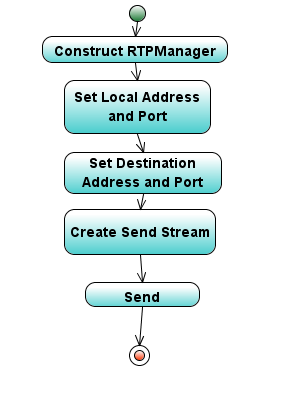 Construct RTPManager
Set Local Address
and Port
Set Destination
Address and Port
Create Send Stream
Send